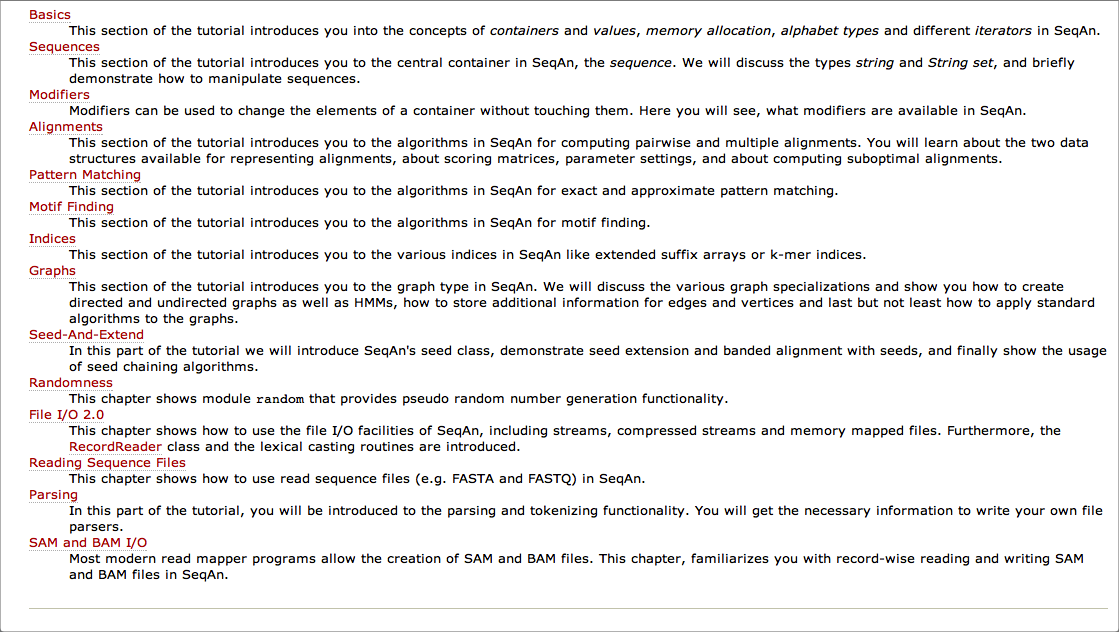 Basics
This section of the tutorial introduces you into the concepts of containers and values, memory allocation, alphabet types and different iterators in SeqAn.
Sequences
This section of the tutorial introduces you to the central container in SeqAn, the sequence. We will discuss the types string and String set, and briefly
demonstrate how to manipulate sequences.
Modifiers
Modifiers can be used to change the elements of a container without touching them. Here you will see, what modifiers are available in SeqAn.
Alignments
This section of the tutorial introduces you to the algorithms in SeqAn for computing pairwise and multiple alignments. You will learn about the two data
structures available for representing alignments, about scoring matrices, parameter settings, and about computing suboptimal alignments.
Pattern Matching
This section of the tutorial introduces you to the algorithms in SeqAn for exact and approximate pattern matching.
Motif Finding
This section of the tutorial introduces you to the algorithms in SeqAn for motif finding.
Indices
This section of the tutorial introduces you to the various indices in SeqAn like extended suffix arrays or k-mer indices.
Graphs
This section of the tutorial introduces you to the graph type in SeqAn. We will discuss the various graph specializations and show you how to create
directed and undirected graphs as well as HMMs, how to store additional information for edges and vertices and last but not least how to apply standard
algorithms to the graphs.
Seed-And-Extend
In this part of the tutorial we will introduce SeqAn's seed class, demonstrate seed extension and banded alignment with seeds, and finally show the usage
of seed chaining algorithms.
Randomness
This chapter shows module random that provides pseudo random number generation functionality.
File I/O 2.0
This chapter shows how to use the file I/O facilities of SeqAn, including streams, compressed streams and memory mapped files. Furthermore, the
RecordReader class and the lexical casting routines are introduced.
Reading Sequence Files
This chapter shows how to use read sequence files (e.g. FASTA and FASTQ) in SeqAn.
Parsing
In this part of the tutorial, you will be introduced to the parsing and tokenizing functionality. You will get the necessary information to write your own file
parsers.
SAM and BAM I/O
Most modern read mapper programs allow the creation of SAM and BAM files. This chapter, familiarizes you with record-wise reading and writing SAM
and BAM files in SeqAn.